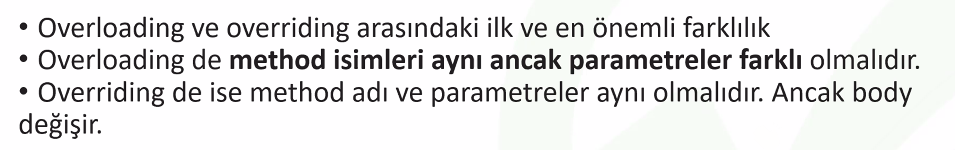 • Overloading ve overriding arasındaki ilk ve en önemli farklılık
• Overloading de method isimleri aynı ancak parametreler farklı olmalıdır.
• Overriding de ise method adı ve parametreler aynı olmalıdır. Ancak body
değişir.